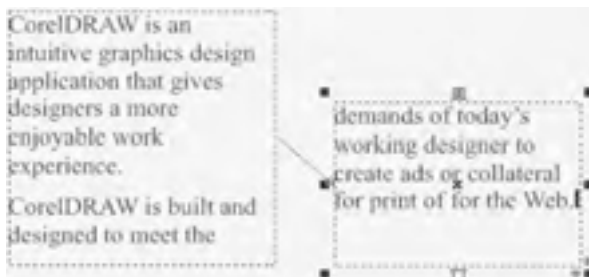 CorelDRAW is an
intuitive graphics design
application that gives
designers a more
enjoyable work
experience.
CorelDRAW is built and
designed to meet the
demands of today's
working designer to
create ads or collateral
for print of for the Web.